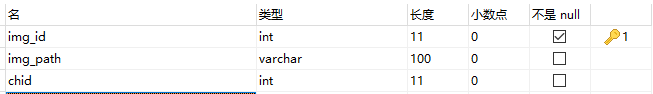 名 类型 长度 小数点 不是 null
img_id int 11 0 1
img_path varchar 100 0
chid int 11 0